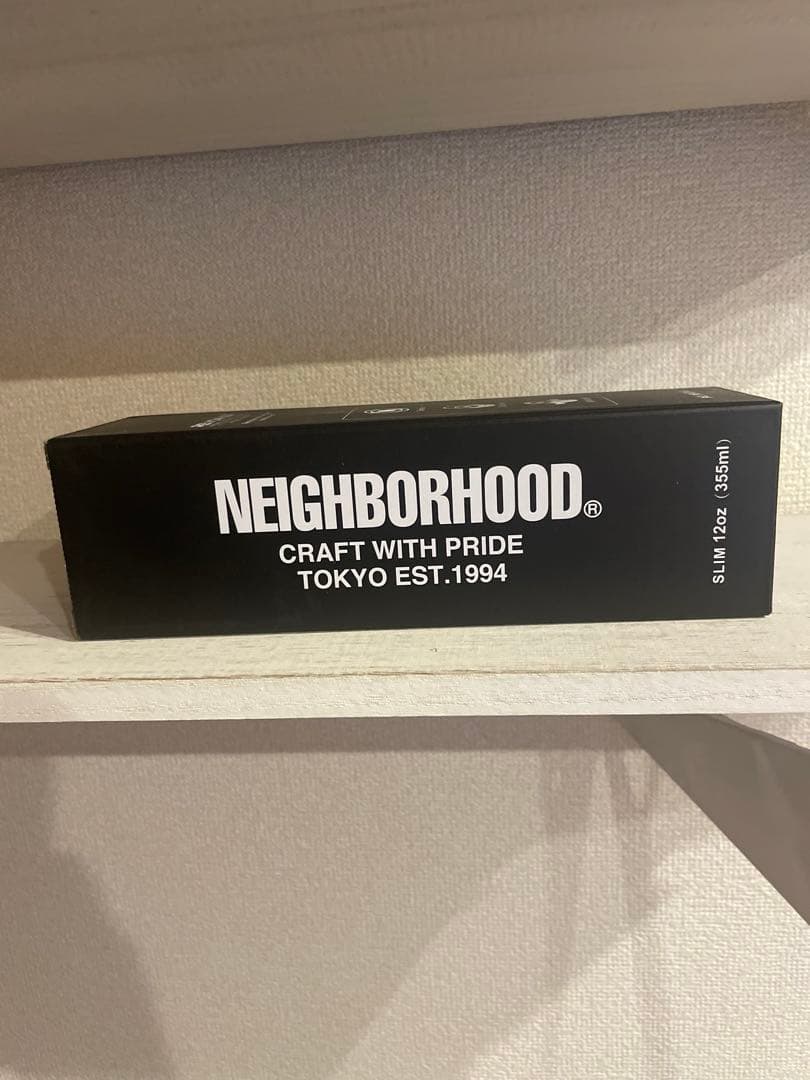 NEIGHBORHOOD®
CRAFT WITH PRIDE
TOKYO EST.1994
SLIM 12oz（355ml）